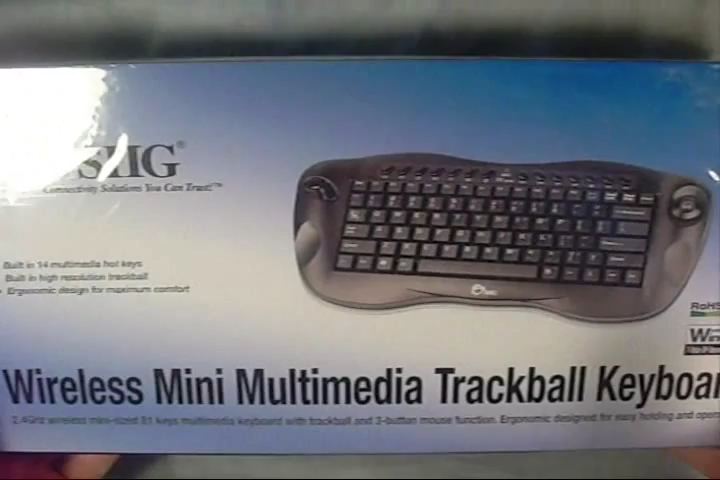 SIIG®
Connectivity Solutions You Can Trust!™
Built in 14 multimedia hot keys
Built in high resolution trackball
Ergonomic design for maximum comfort
RoHS
Win
Wireless Mini Multimedia Trackball Keyboar
2.4GHz wireless mini-sized 81 keys multimedia keyboard with trackball and 3-button mouse function. Ergonomic designed for easy holding and oper